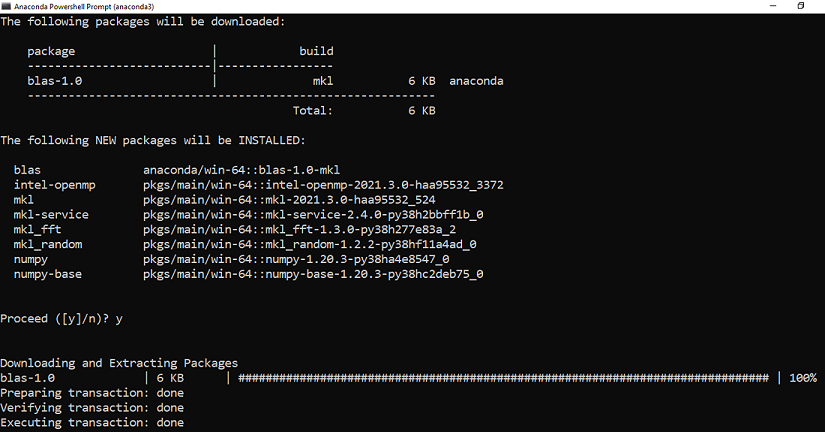 Anaconda Powershell Prompt (anaconda3)
The following packages will be downloaded:
package | build
---------------------------|-----------------
blas-1.0 | mkl 6 KB anaconda
------------------------------------------------------------
Total: 6 KB
The following NEW packages will be INSTALLED:
blas anaconda/win-64::blas-1.0-mkl
intel-openmp pkgs/main/win-64::intel-openmp-2021.3.0-haa95532_3372
mkl pkgs/main/win-64::mkl-2021.3.0-haa95532_524
mkl-service pkgs/main/win-64::mkl-service-2.4.0-py38h2bbff1b_0
mkl_fft pkgs/main/win-64::mkl_fft-1.3.0-py38h277e83a_2
mkl_random pkgs/main/win-64::mkl_random-1.2.2-py38hf11a4ad_0
numpy pkgs/main/win-64::numpy-1.20.3-py38ha4e8547_0
numpy-base pkgs/main/win-64::numpy-base-1.20.3-py38hc2deb75_0
Proceed ([y]/n)? y
Downloading and Extracting Packages
blas-1.0 | 6 KB | ############################################################################### | 100%
Preparing transaction: done
Verifying transaction: done
Executing transaction: done